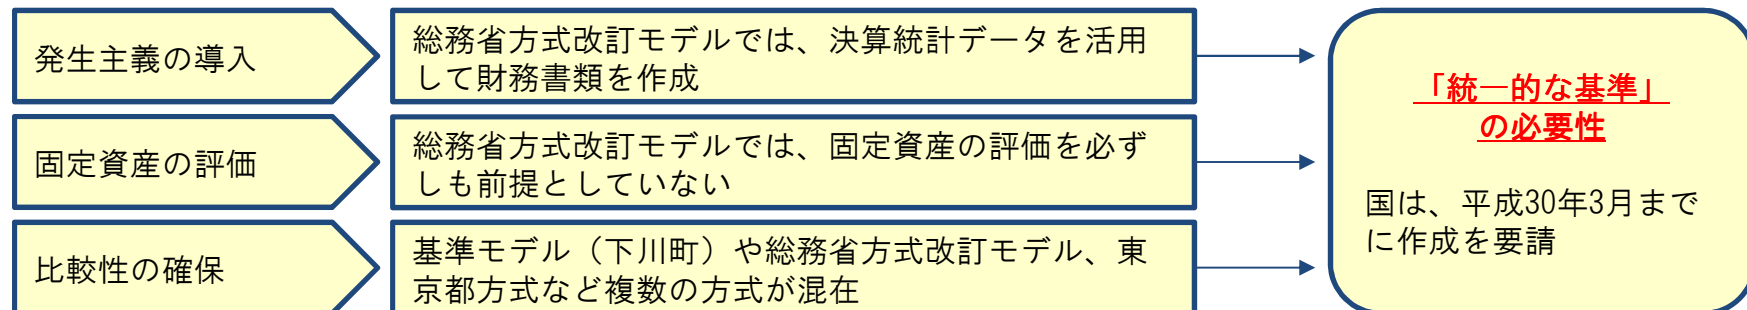 発生主義の導入
総務省方式改訂モデルでは、決算統計データを活用
して財務書類を作成
固定資産の評価
総務省方式改訂モデルでは、固定資産の評価を必ず
しも前提としていない
比較性の確保
基準モデル（下川町）や総務省方式改訂モデル、東
京都方式など複数の方式が混在
「統一的な基準」
の必要性
国は、平成30年3月まで
に作成を要請